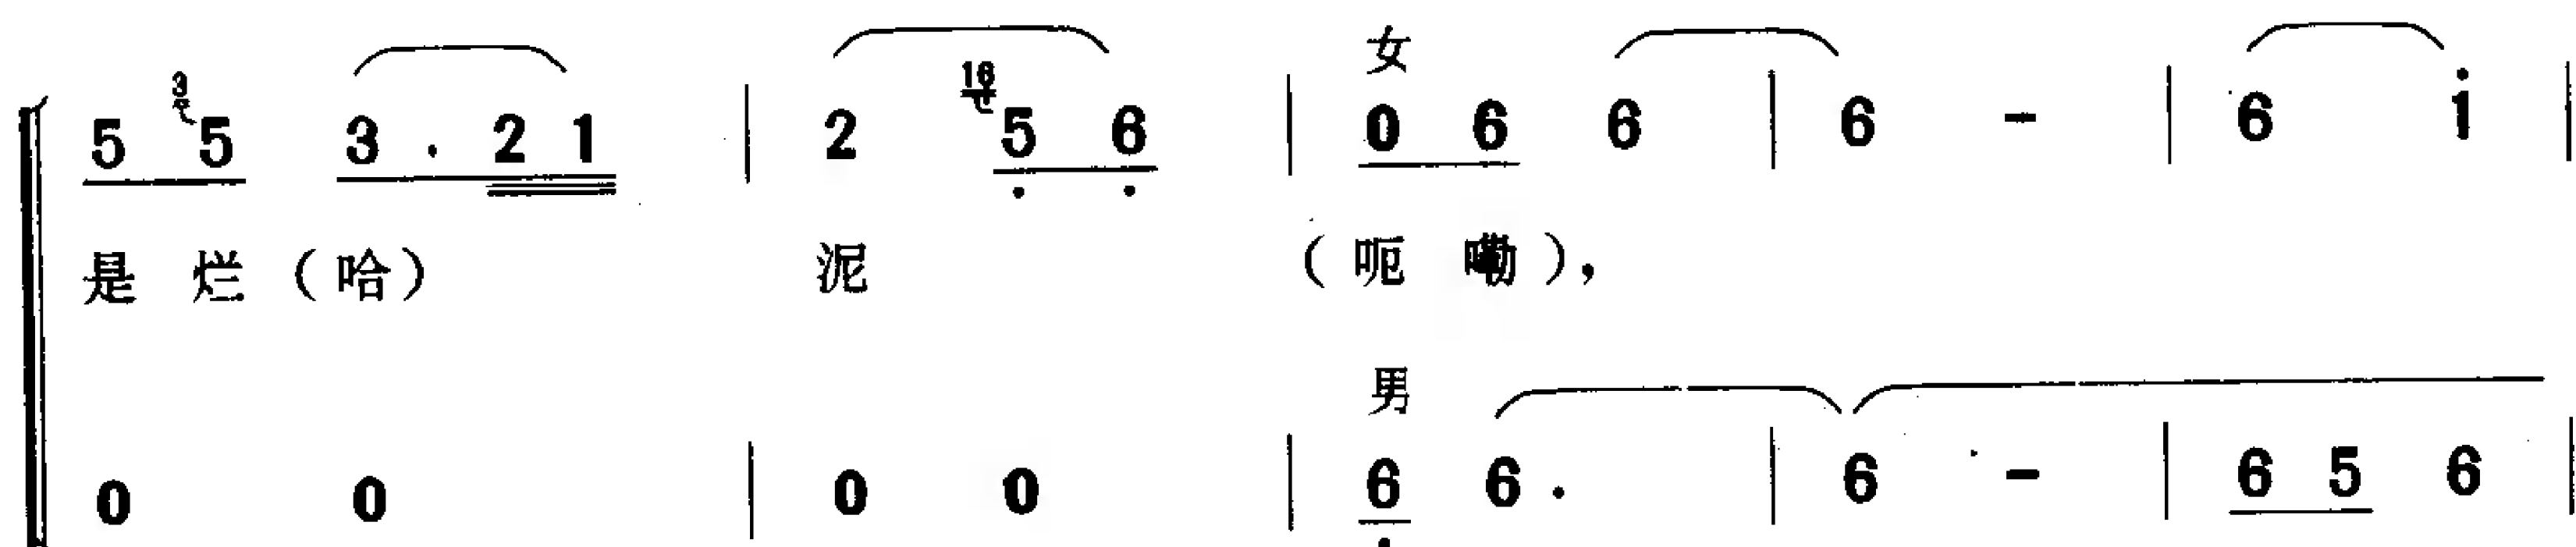 女
5 5 3 . 2 1 | 2 5 6 | 0 6 6 | 6 - | 6 1 |
是 烂（哈） 泥 （呃 嘞），
男
0 0 | 0 0 | 6 6 . | 6 - | 6 5 6 |